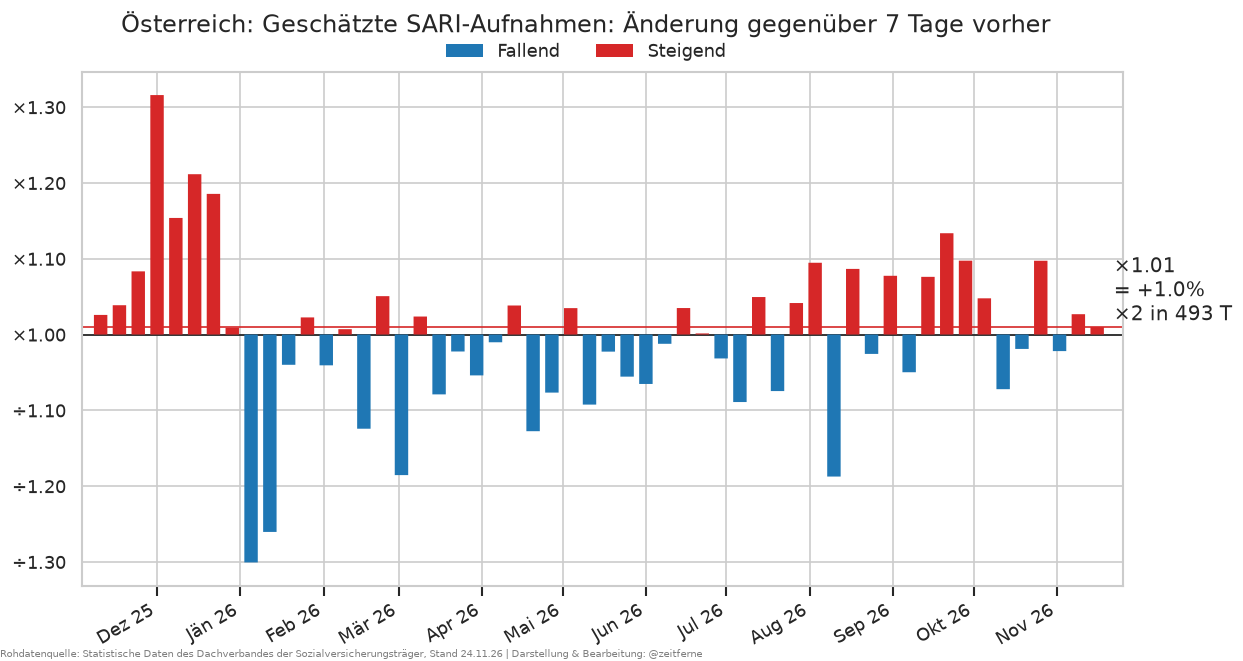 Österreich: Geschätzte SARI-Aufnahmen: Änderung gegenüber 7 Tage vorher
Fallend
Steigend
×1.30
×1.20
×1.10
×1.00
÷1.10
÷1.20
÷1.30
×1.01
= +1.0%
×2 in 493 T
Dez 25
Jän 26
Feb 26
Mär 26
Apr 26
Mai 26
Jun 26
Jul 26
Aug 26
Sep 26
Okt 26
Nov 26
Rohdatenquelle: Statistische Daten des Dachverbandes der Sozialversicherungsträger, Stand 24.11.26 | Darstellung & Bearbeitung: @zeitferne